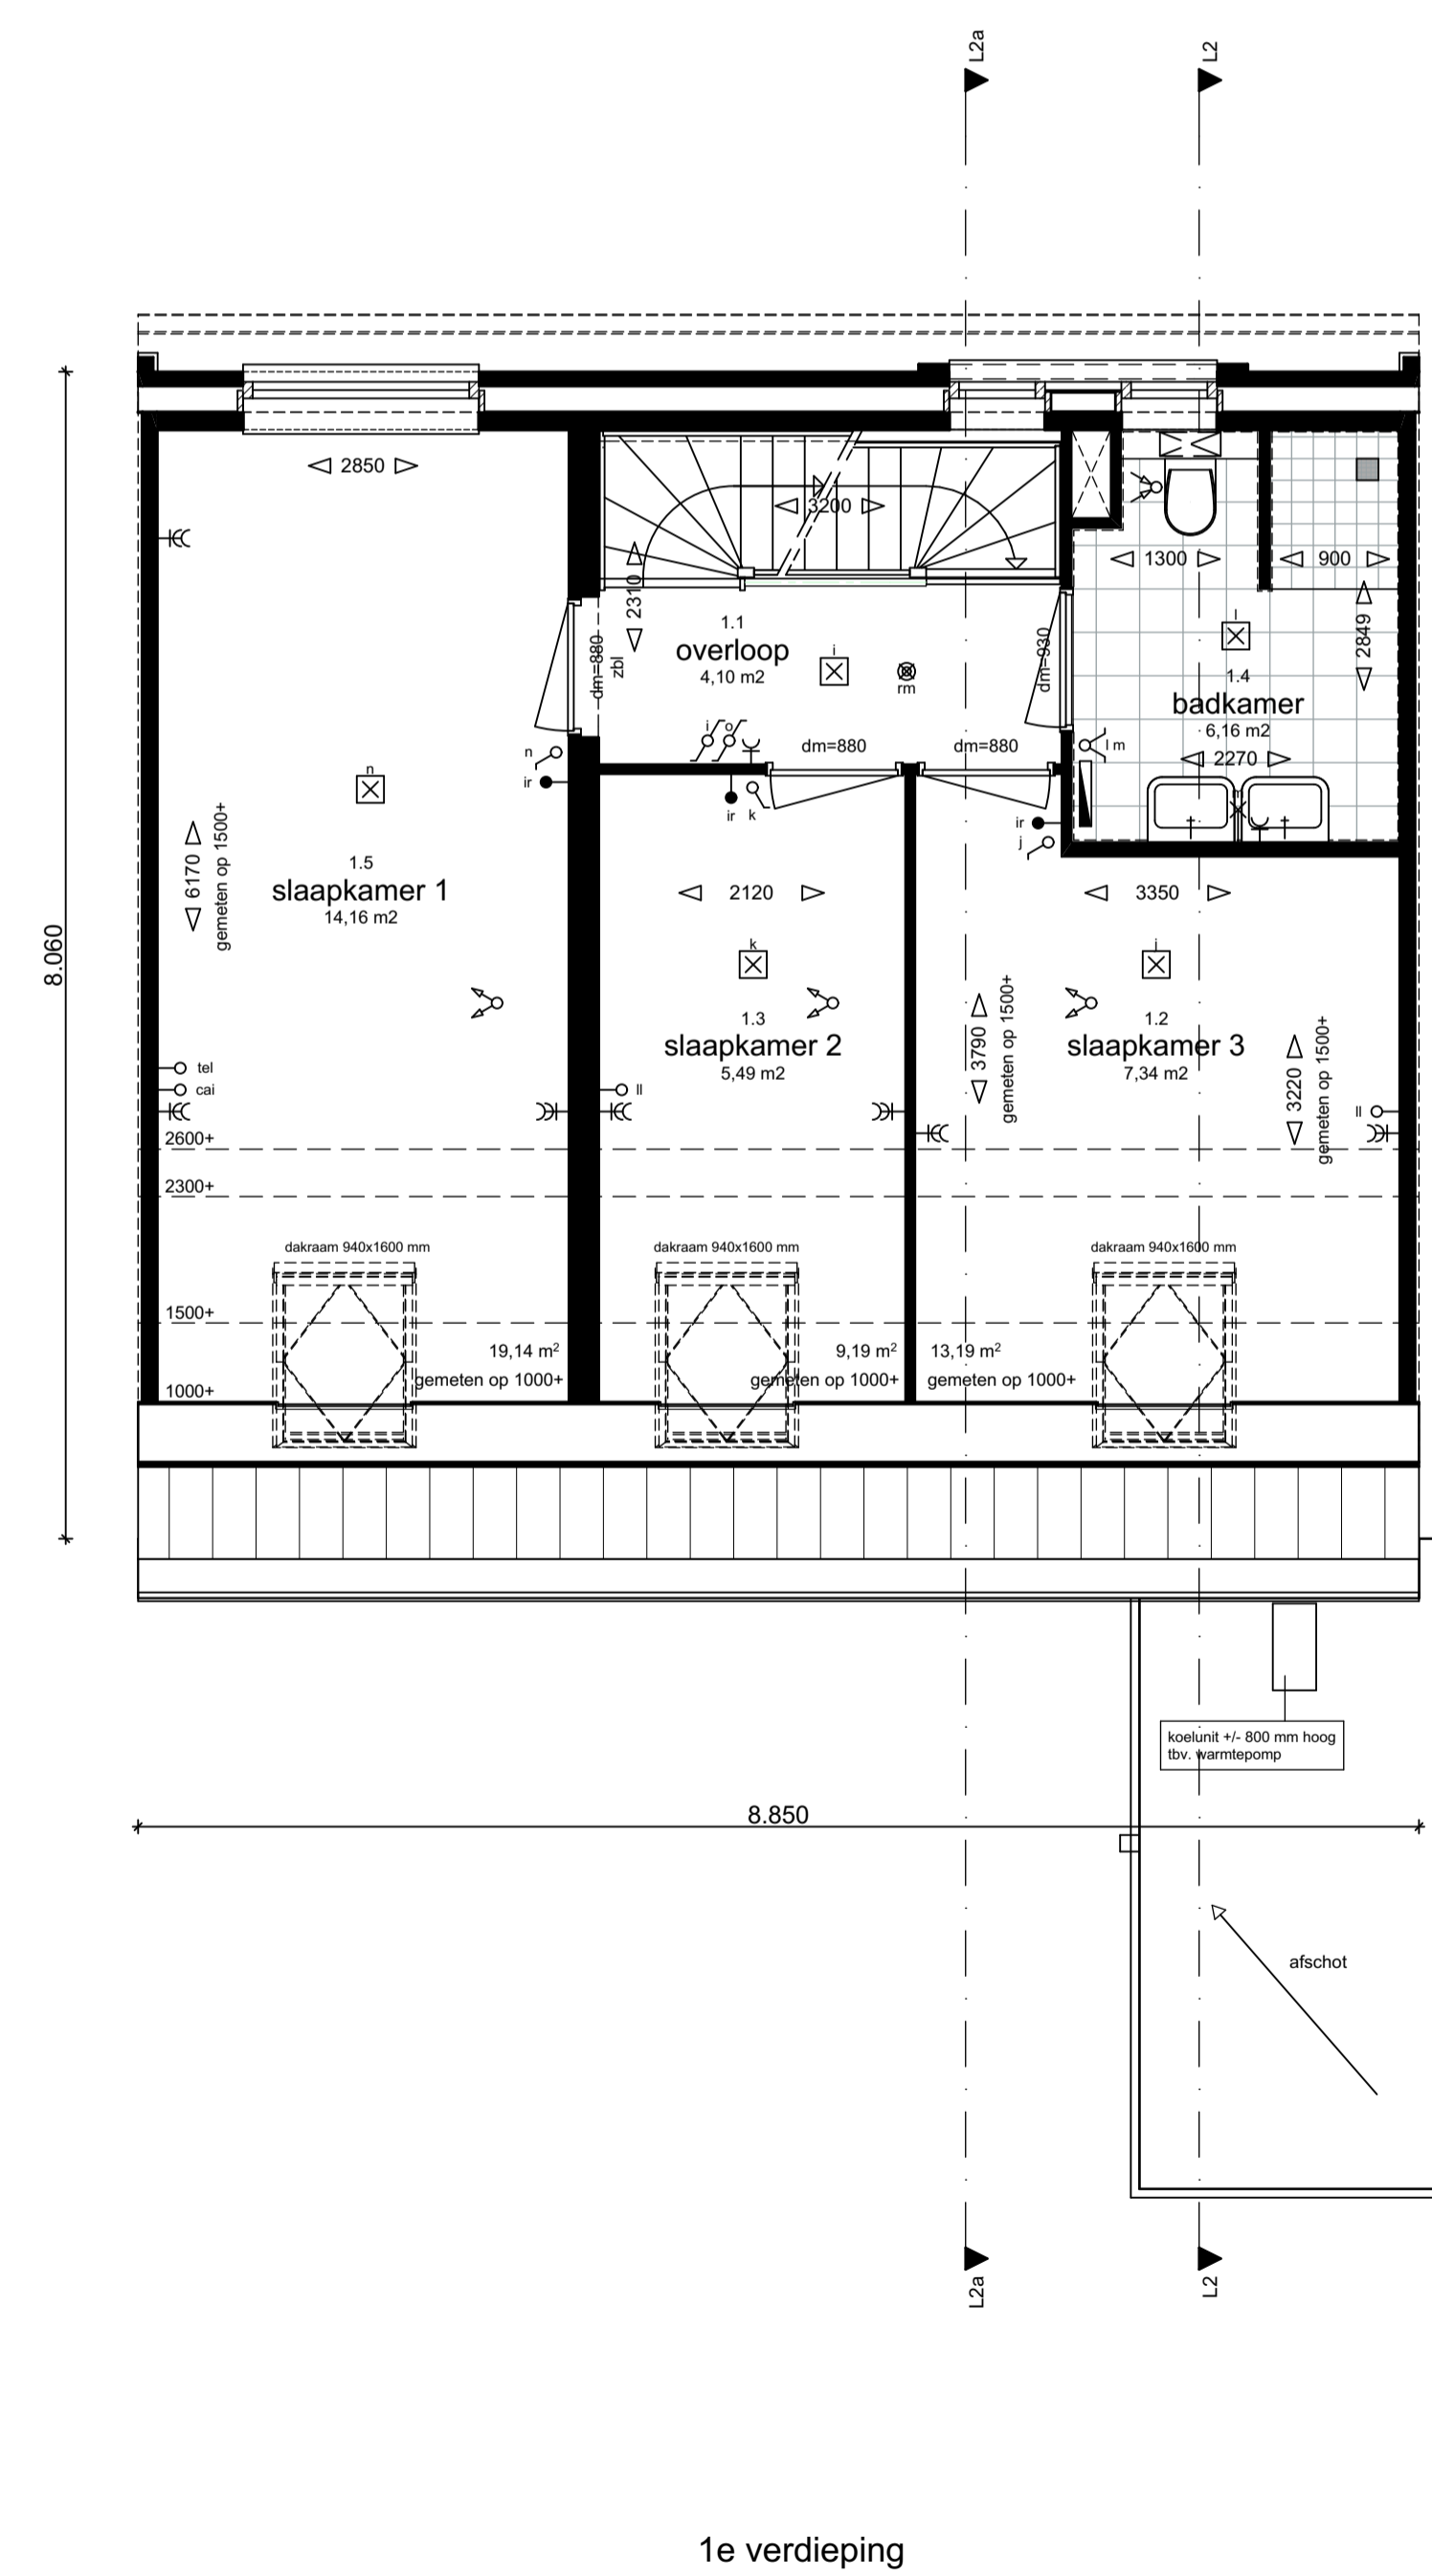 L2a
L2
2850
3200
2310
1300
900
2849
1.1
overloop
4,10 m2
i
rm
dm=880
zbl
dm=930
l
1.4
badkamer
6,16 m2
2270
i o
dm=880
dm=880
l m
n
ir
n
ir
k
ir
j
6170
gemeten op 1500+
1.5
slaapkamer 1
14,16 m2
2120
3350
k
j
1.3
slaapkamer 2
5,49 m2
1.2
slaapkamer 3
7,34 m2
3790
gemeten op 1500+
3220
gemeten op 1500+
8.060
tel
cai
ll
ll
2600+
2300+
dakraam 940x1600 mm
dakraam 940x1600 mm
dakraam 940x1600 mm
1500+
19,14 m²
gemeten op 1000+
9,19 m²
gemeten op 1000+
13,19 m²
gemeten op 1000+
1000+
koelunit +/- 800 mm hoog
tbv. warmtepomp
8.850
afschot
L2a
L2
1e verdieping